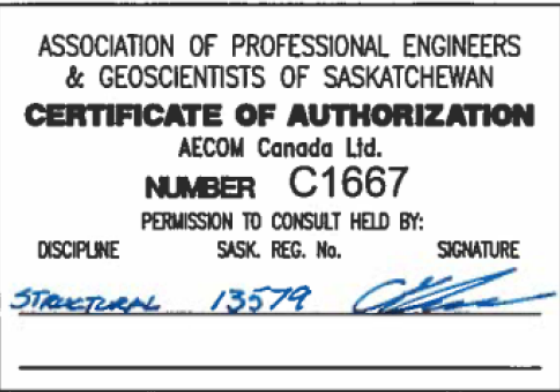 ASSOCIATION OF PROFESSIONAL ENGINEERS
& GEOSCIENTISTS OF SASKATCHEWAN
CERTIFICATE OF AUTHORIZATION
AECOM Canada Ltd.
NUMBER C1667
PERMISSION TO CONSULT HELD BY:
DISCIPLINE SASK. REG. No. SIGNATURE
STRUCTURAL 13579